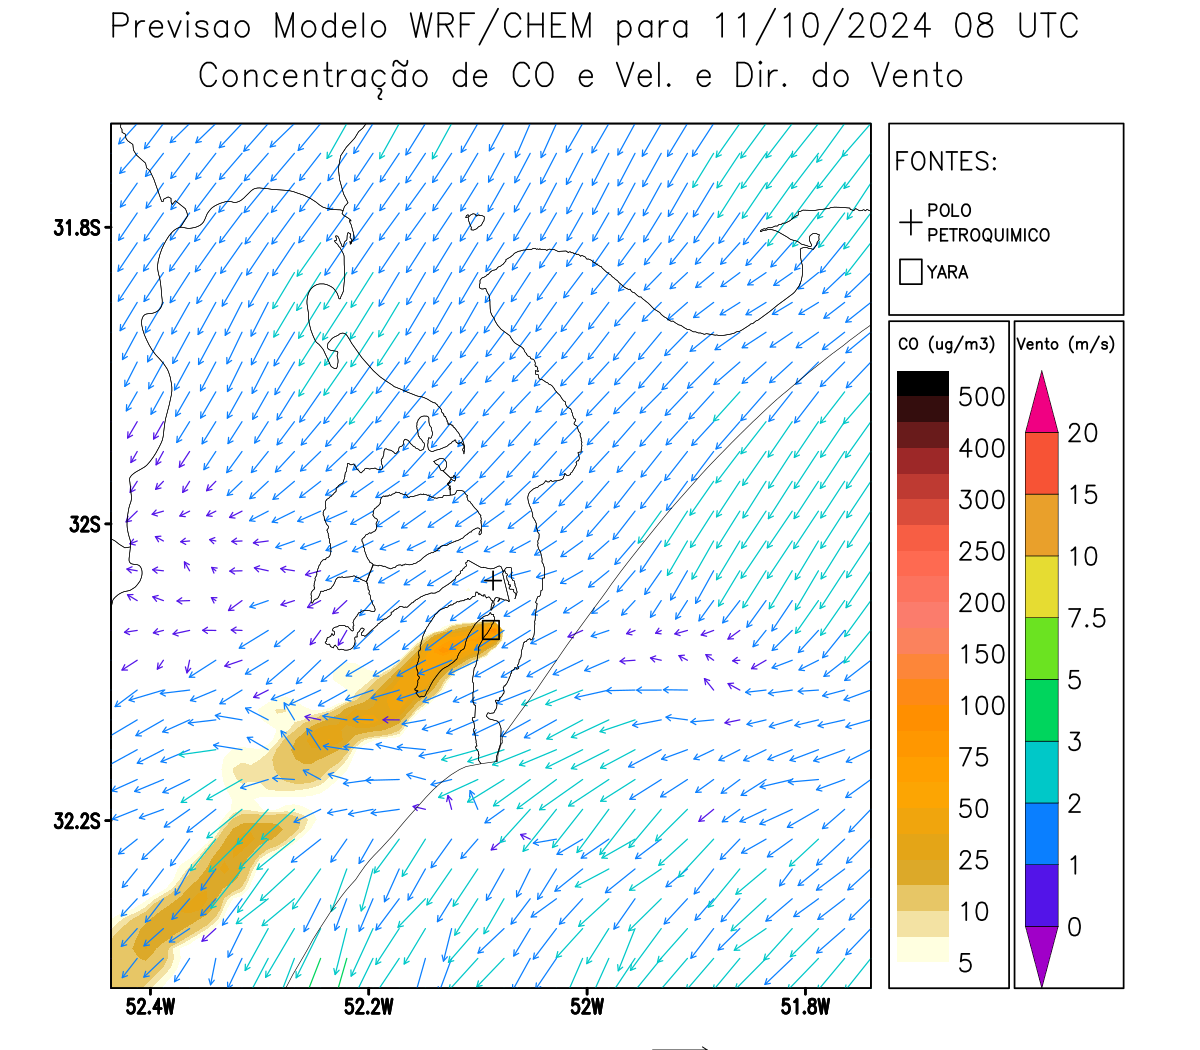 Previsao Modelo WRF/CHEM para 11/10/2024 08 UTC
Concentração de CO e Vel. e Dir. do Vento
FONTES:
POLO
PETROQUIMICO
YARA
CO (ug/m3)
500
400
300
250
200
150
100
75
50
25
10
5
Vento (m/s)
20
15
10
7.5
5
3
2
1
0
31.8S
32S
32.2S
52.4W
52.2W
52W
51.8W